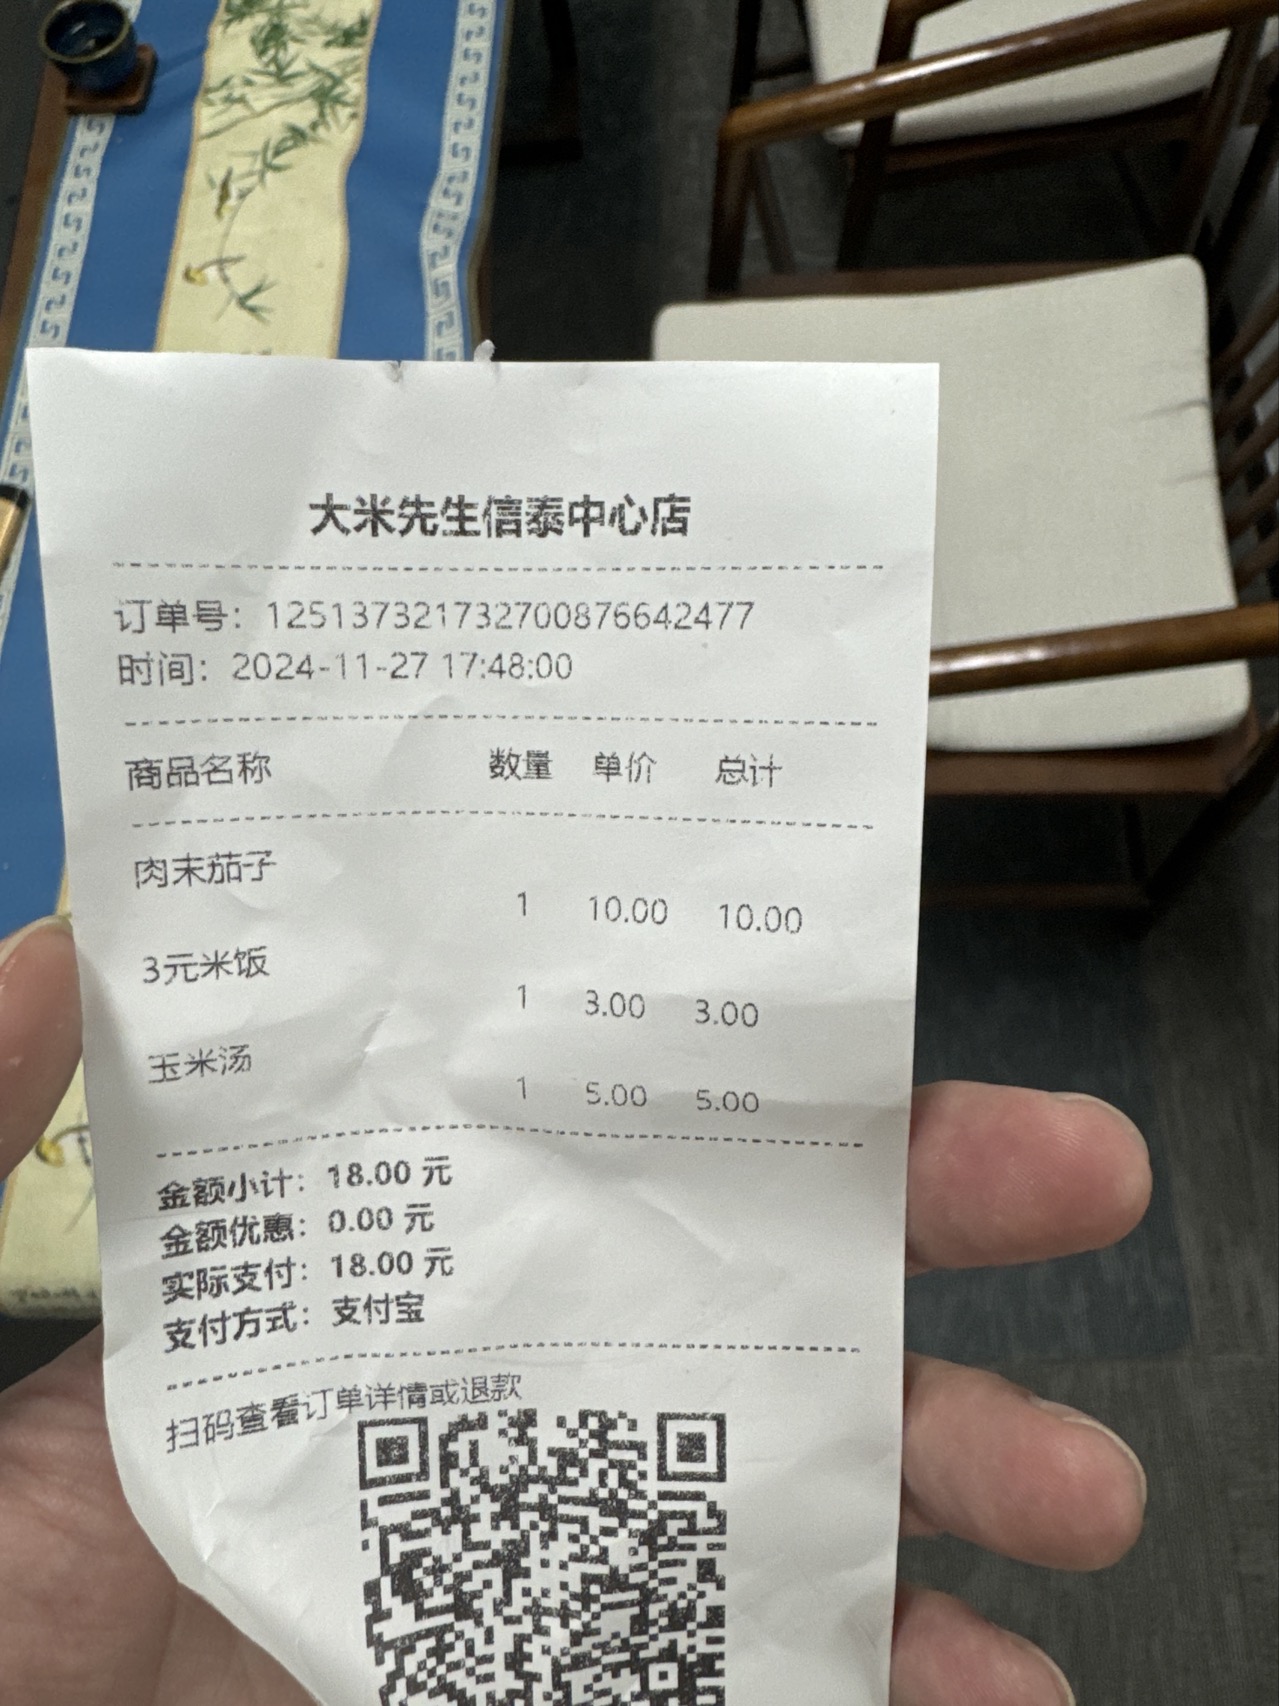 大米先生信泰中心店
订单号：1251373217327008766​42477
时间：2024-11-27 17:48:00
商品名称 数量 单价 总计
肉末茄子
1 10.00 10.00
3元米饭
1 3.00 3.00
玉米汤
1 5.00 5.00
金额小计：18.00 元
金额优惠：0.00 元
实际支付：18.00 元
支付方式：支付宝
扫码查看订单详情或退款